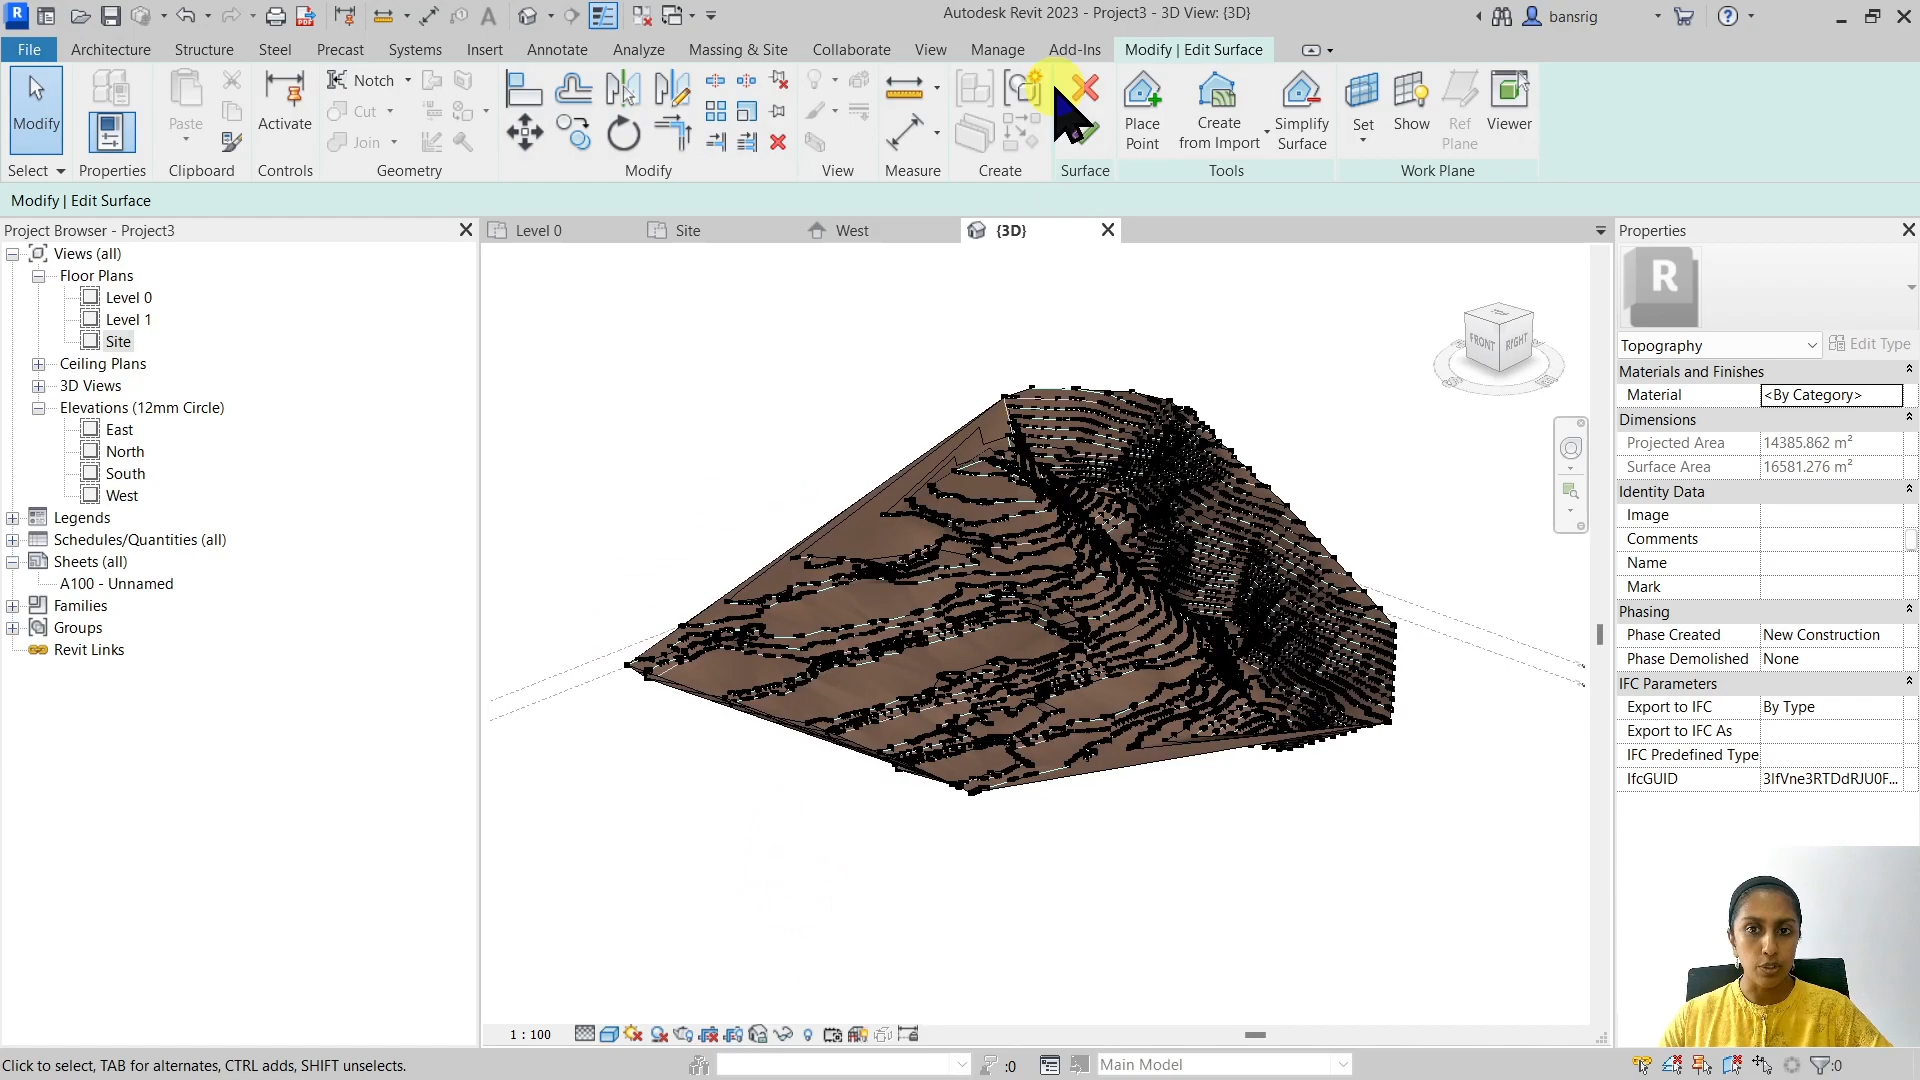 Autodesk Revit 2023 - Project3 - 3D View: {3D}
bansrig
File
Architecture
Structure
Steel
Precast
Systems
Insert
Annotate
Analyze
Massing & Site
Collaborate
View
Manage
Add-Ins
Modify | Edit Surface
Modify
Paste
Activate
Notch
Cut
Join
Place Point
Create from Import
Simplify Surface
Set
Show
Ref Plane
Viewer
Select
Properties
Clipboard
Controls
Geometry
Modify
View
Measure
Create
Surface
Tools
Work Plane
Modify | Edit Surface
Project Browser - Project3
Views (all)
Floor Plans
Level 0
Level 1
Site
Ceiling Plans
3D Views
Elevations (12mm Circle)
East
North
South
West
Legends
Schedules/Quantities (all)
Sheets (all)
A100 - Unnamed
Families
Groups
Revit Links
Level 0
Site
West
{3D}
TOP
FRONT
RIGHT
Properties
R
Topography
Edit Type
Materials and Finishes
Material <By Category>
Dimensions
Projected Area 14385.862 m²
Surface Area 16581.276 m²
Identity Data
Image
Comments
Name
Mark
Phasing
Phase Created New Construction
Phase Demolished None
IFC Parameters
Export to IFC By Type
Export to IFC As
IFC Predefined Type
IfcGUID 3IfVne3RTDdRJU0F...
1 : 100
Click to select, TAB for alternates, CTRL adds, SHIFT unselects.
:0
Main Model
:0